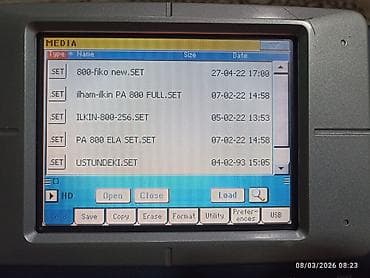 MEDIA
Type Name Size Date
SET 800-fiko new.SET 27-04-22 17:00
SET ilham-ilkin PA 800 FULL.SET 07-02-22 14:58
SET ILKIN-800-256.SET 05-02-22 13:53
SET PA 800 ELA SET.SET 07-02-22 14:58
SET USTUNDEKI.SET 04-02-93 15:05
HD Open Close Load
Save Copy Erase Format Utility Prefer-ences USB
08/03/2026 08:23